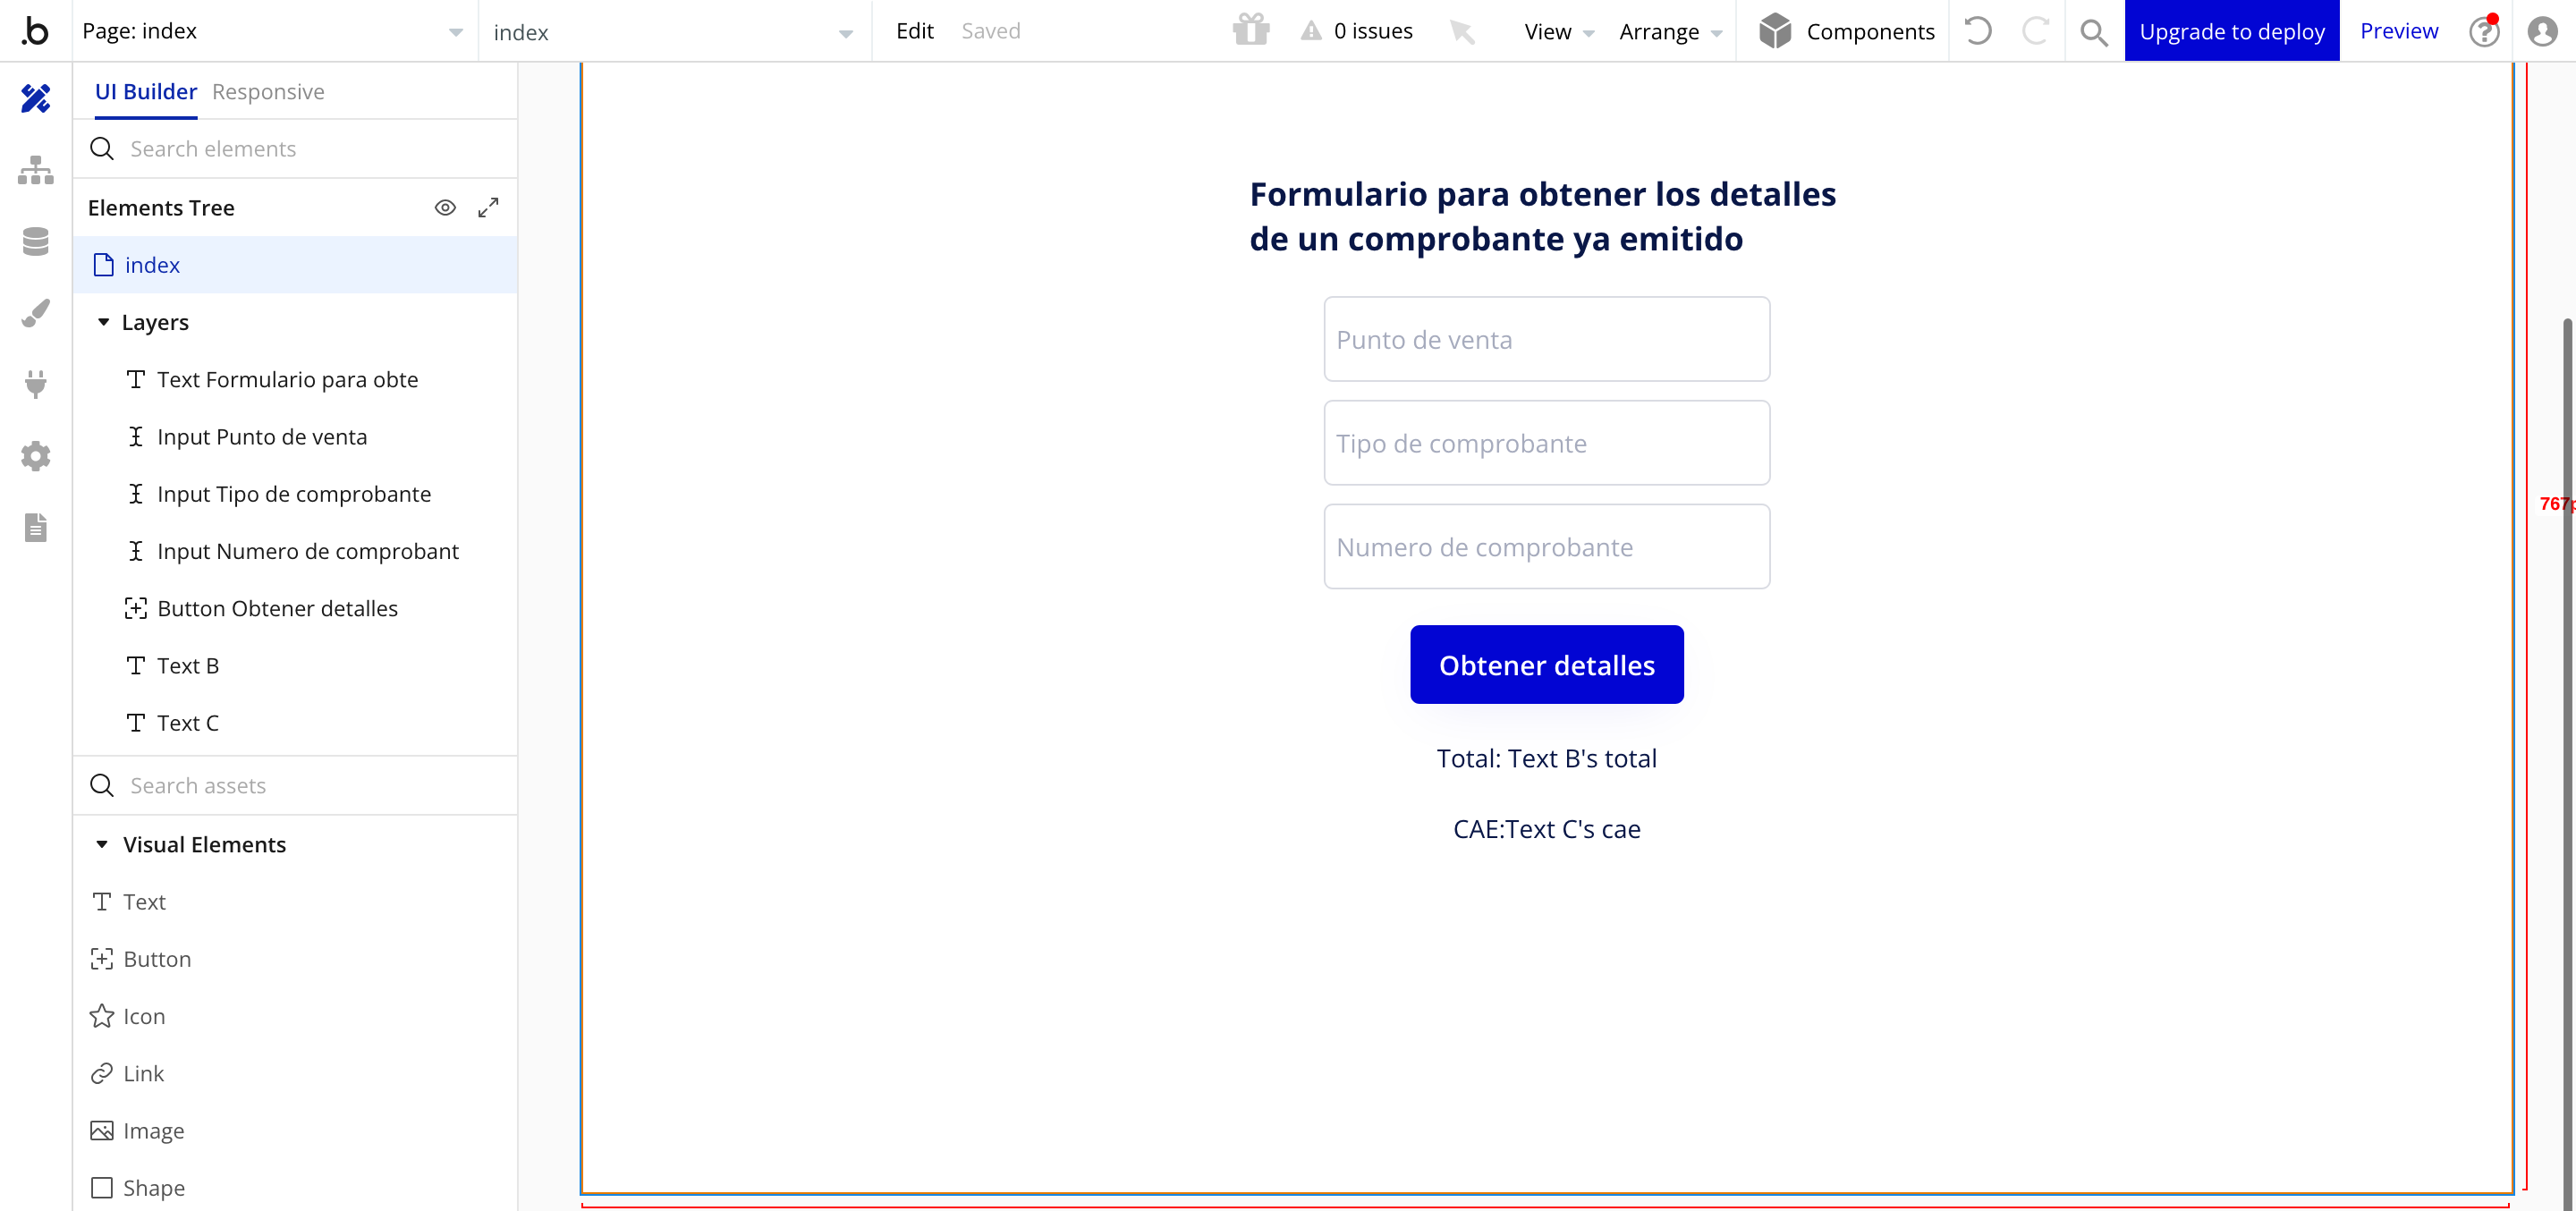 .b
Page: index
index
Edit
Saved
0 issues
View
Arrange
Components
Upgrade to deploy
Preview
UI Builder
Responsive
Search elements
Elements Tree
index
Layers
Text Formulario para obte
Input Punto de venta
Input Tipo de comprobante
Input Numero de comprobant
Button Obtener detalles
Text B
Text C
Search assets
Visual Elements
Text
Button
Icon
Link
Image
Shape
Formulario para obtener los detalles
de un comprobante ya emitido
Punto de venta
Tipo de comprobante
Numero de comprobante
Obtener detalles
Total: Text B's total
CAE:Text C's cae
767p